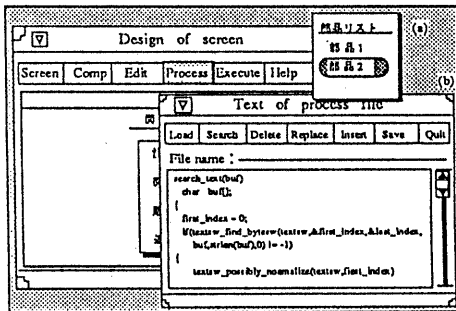 部品リスト
(a)
部品1
部品2
Design of screen
Screen Comp Edit Process Execute Help
(b)
Text of process file
Load Search Delete Replace Insert Save Quit
File name :
search_text(buf)
char buf[];
{
first_index = 0;
if(textsw_find_bytes(textsw,&first_index,&last_index,
buf,strlen(buf),0) != -1)
{
textsw_possibly_normalize(textsw,first_index)